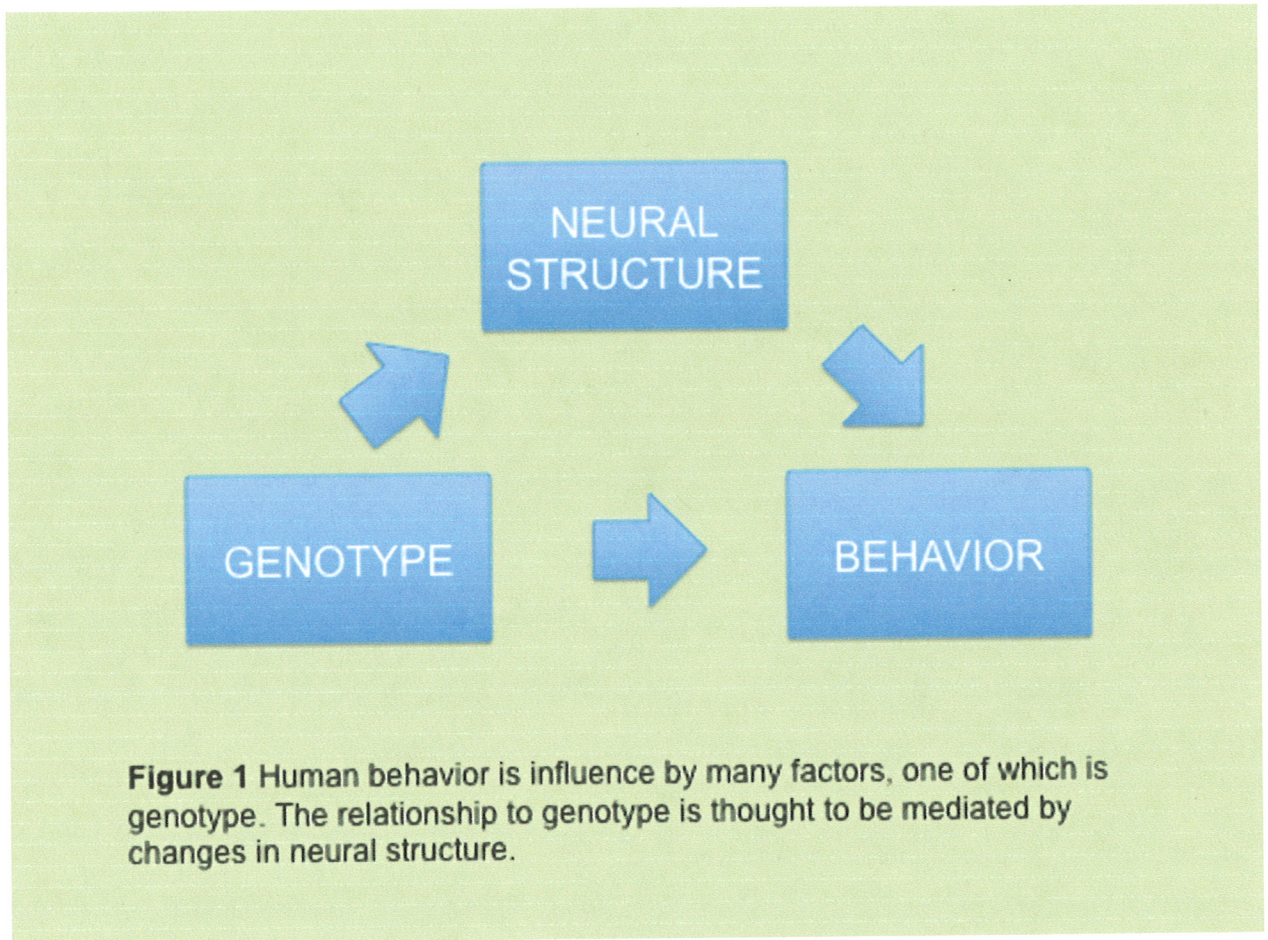 NEURAL
STRUCTURE
GENOTYPE
BEHAVIOR
Figure 1 Human behavior is influence by many factors, one of which is
genotype. The relationship to genotype is thought to be mediated by
changes in neural structure.